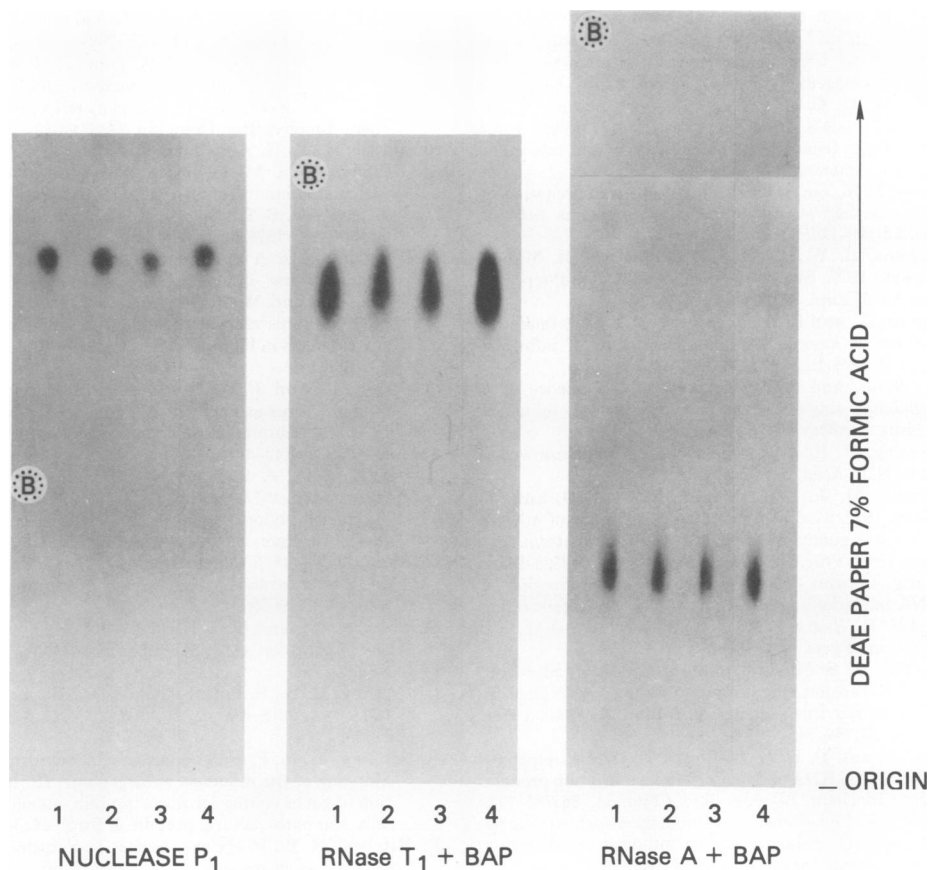 B
B
B
1 2 3 4
NUCLEASE P1
1 2 3 4
RNase T1 + BAP
1 2 3 4
RNase A + BAP
— ORIGIN
DEAE PAPER 7% FORMIC ACID